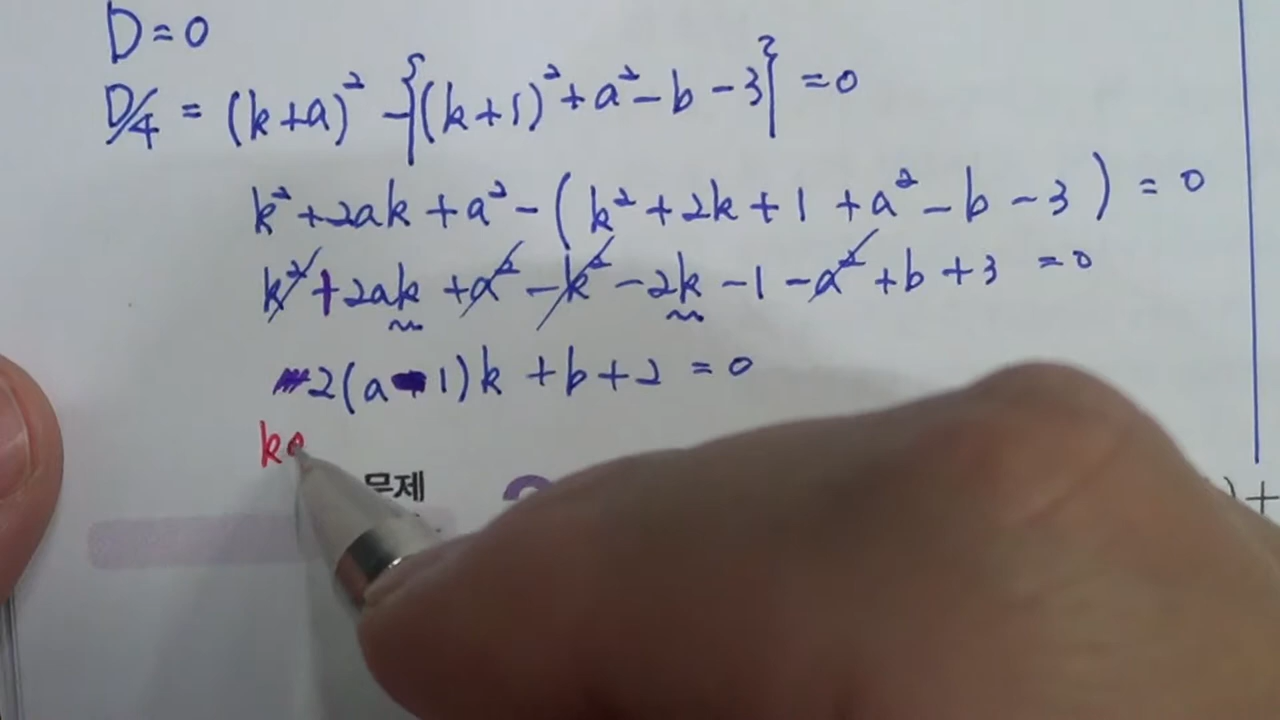 D=0
D/4 = (k+a)² -{(k+1)²+a²-b-3} =0
k²+2ak+a²-(k²+2k+1+a²-b-3)=0
k²+2ak+a²-k²-2k-1-a²+b+3=0
2(a-1)k+b+2=0
k
문제
)+